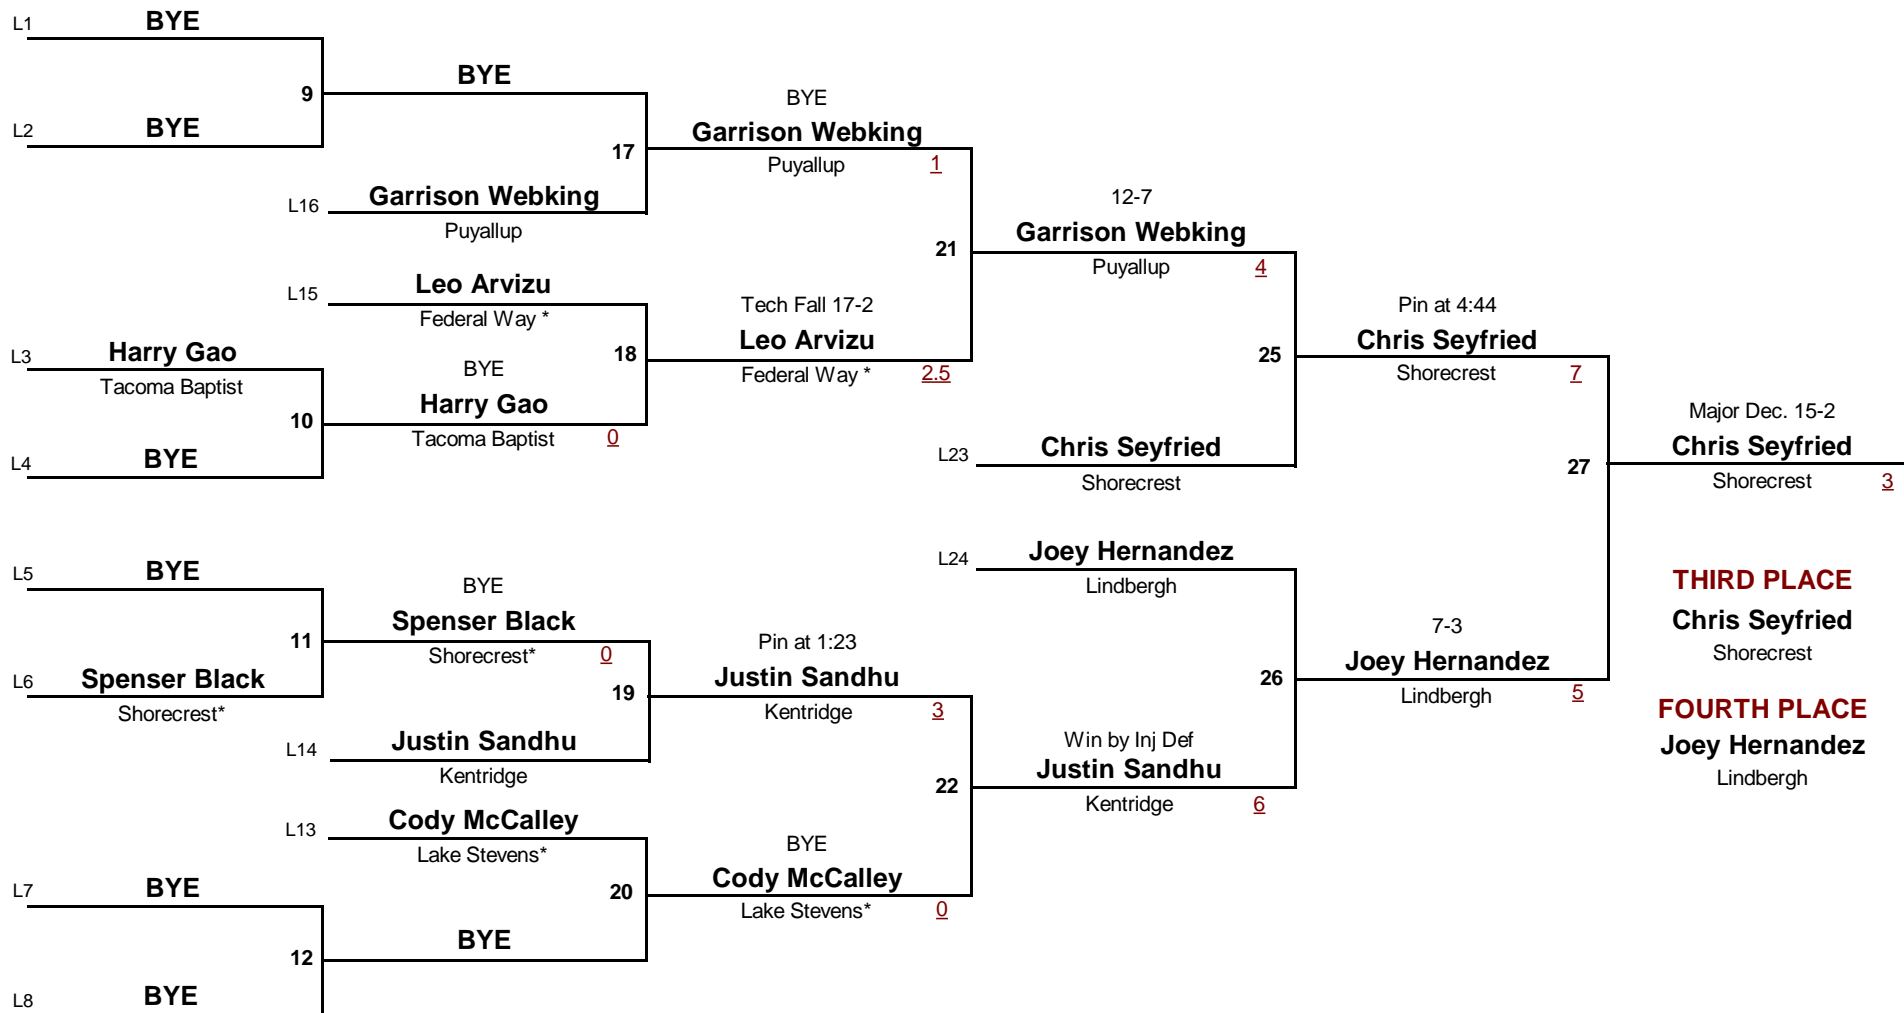 L1
BYE
9
L2
BYE
BYE
17
L16
Garrison Webking
Puyallup
BYE
Garrison Webking
Puyallup
1
L15
Leo Arvizu
Federal Way *
18
L3
Harry Gao
Tacoma Baptist
10
L4
BYE
BYE
Harry Gao
Tacoma Baptist
0
Tech Fall 17-2
Leo Arvizu
Federal Way *
2.5
21
12-7
Garrison Webking
Puyallup
4
25
L23
Chris Seyfried
Shorecrest
Pin at 4:44
Chris Seyfried
Shorecrest
7
27
Major Dec. 15-2
Chris Seyfried
Shorecrest
3
L5
BYE
11
L6
Spenser Black
Shorecrest*
BYE
Spenser Black
Shorecrest*
0
19
L14
Justin Sandhu
Kentridge
Pin at 1:23
Justin Sandhu
Kentridge
3
22
L13
Cody McCalley
Lake Stevens*
20
L7
BYE
12
L8
BYE
BYE
BYE
Cody McCalley
Lake Stevens*
0
L24
Joey Hernandez
Lindbergh
26
Win by Inj Def
Justin Sandhu
Kentridge
6
7-3
Joey Hernandez
Lindbergh
5
THIRD PLACE
Chris Seyfried
Shorecrest
FOURTH PLACE
Joey Hernandez
Lindbergh